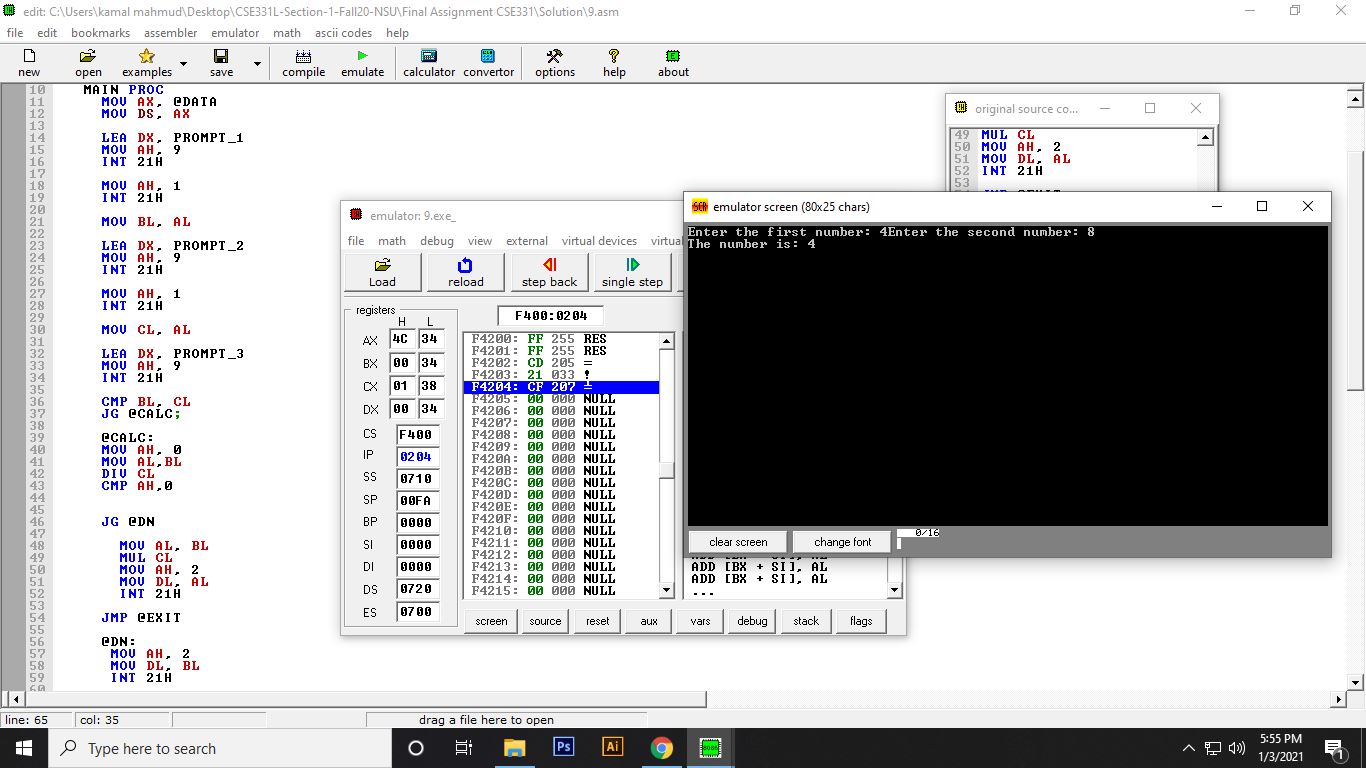 edit: C:\Users\kamal mahmud\Desktop\CSE331L-Section-1-Fall20-NSU\Final Assignment CSE331\Solution\9.asm
file edit bookmarks assembler emulator math ascii codes help
new open examples save compile emulate calculator convertor options help about
10 MAIN PROC
11 MOV AX, @DATA
12 MOV DS, AX
13
14 LEA DX, PROMPT_1
15 MOV AH, 9
16 INT 21H
17
18 MOV AH, 1
19 INT 21H
20
21 MOV BL, AL
22
23 LEA DX, PROMPT_2
24 MOV AH, 9
25 INT 21H
26
27 MOV AH, 1
28 INT 21H
29
30 MOV CL, AL
31
32 LEA DX, PROMPT_3
33 MOV AH, 9
34 INT 21H
35
36 CMP BL, CL
37 JG @CALC;
38
39 @CALC:
40 MOV AH, 0
41 MOV AL,BL
42 DIV CL
43 CMP AH,0
44
45
46 JG @DN
47
48 MOV AL, BL
49 MUL CL
50 MOV AH, 2
51 MOV DL, AL
52 INT 21H
53
54 JMP @EXIT
55
56 @DN:
57 MOV AH, 2
58 MOV DL, BL
59 INT 21H
60
original source co...
49 MUL CL
50 MOV AH, 2
51 MOV DL, AL
52 INT 21H
53
emulator: 9.exe_
file math debug view external virtual devices virtual
Load reload step back single step
registers
H L
F400:0204
AX 4C 34
BX 00 34
CX 01 38
DX 00 34
CS F400
IP 0204
SS 0710
SP 00FA
BP 0000
SI 0000
DI 0000
DS 0720
ES 0700
F4200: FF 255 RES
F4201: FF 255 RES
F4202: CD 205 =
F4203: 21 033 !
F4204: CF 207 ╧
F4205: 00 000 NULL
F4206: 00 000 NULL
F4207: 00 000 NULL
F4208: 00 000 NULL
F4209: 00 000 NULL
F420A: 00 000 NULL
F420B: 00 000 NULL
F420C: 00 000 NULL
F420D: 00 000 NULL
F420E: 00 000 NULL
F420F: 00 000 NULL
F4210: 00 000 NULL
F4211: 00 000 NULL
F4212: 00 000 NULL
F4213: 00 000 NULL
F4214: 00 000 NULL
F4215: 00 000 NULL
ADD [BX + SI], AL
ADD [BX + SI], AL
ADD [BX + SI], AL
...
screen source reset aux vars debug stack flags
emulator screen (80x25 chars)
Enter the first number: 4Enter the second number: 8
The number is: 4
clear screen change font 0/16
line: 65 col: 35 drag a file here to open
Type here to search
Ps Ai 8086
5:55 PM
1/3/2021
1